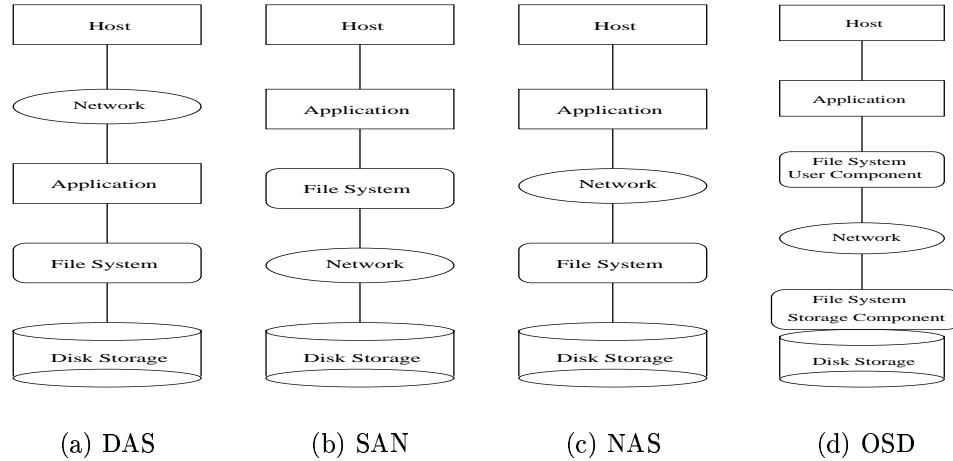 Host
Network
Application
File System
Disk Storage
(a) DAS
Host
Application
File System
Network
Disk Storage
(b) SAN
Host
Application
Network
File System
Disk Storage
(c) NAS
Host
Application
File System
User Component
Network
File System
Storage Component
Disk Storage
(d) OSD